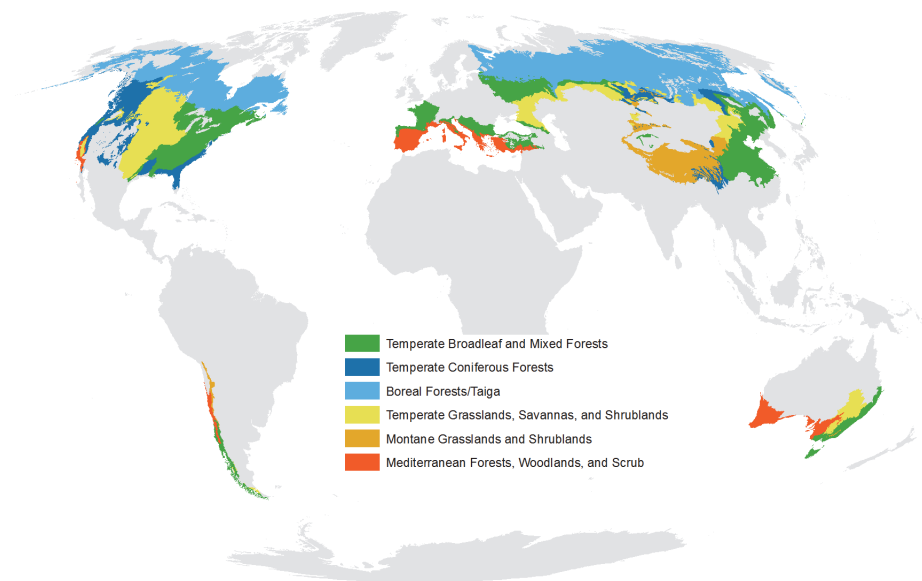 Temperate Broadleaf and Mixed Forests
Temperate Coniferous Forests
Boreal Forests/Taiga
Temperate Grasslands, Savannas, and Shrublands
Montane Grasslands and Shrublands
Mediterranean Forests, Woodlands, and Scrub